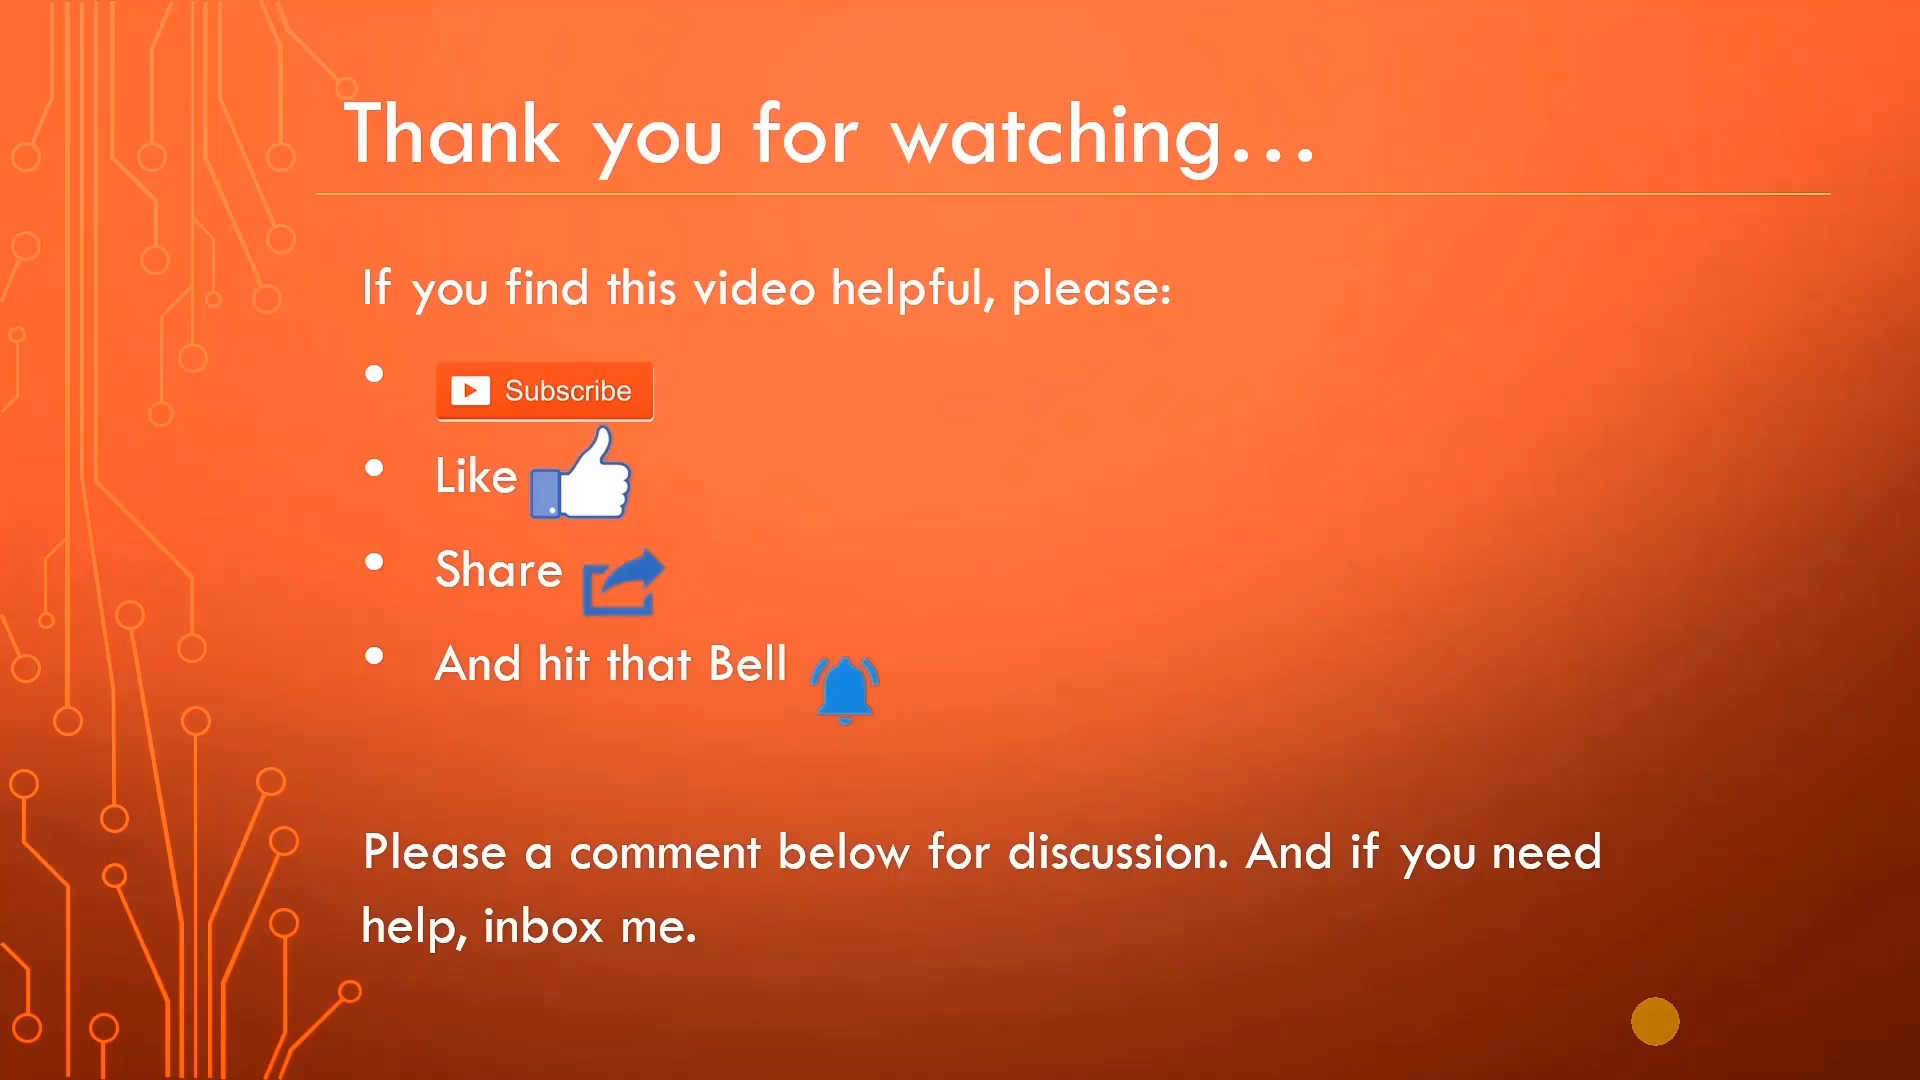 Thank you for watching...
If you find this video helpful, please:
• Subscribe
• Like
• Share
• And hit that Bell
Please a comment below for discussion. And if you need
help, inbox me.